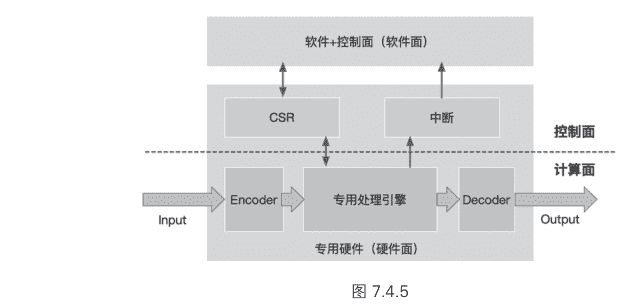 软件+控制面（软件面）
CSR
中断
控制面
计算面
Encoder
专用处理引擎
Decoder
Input
Output
专用硬件（硬件面）
图 7.4.5